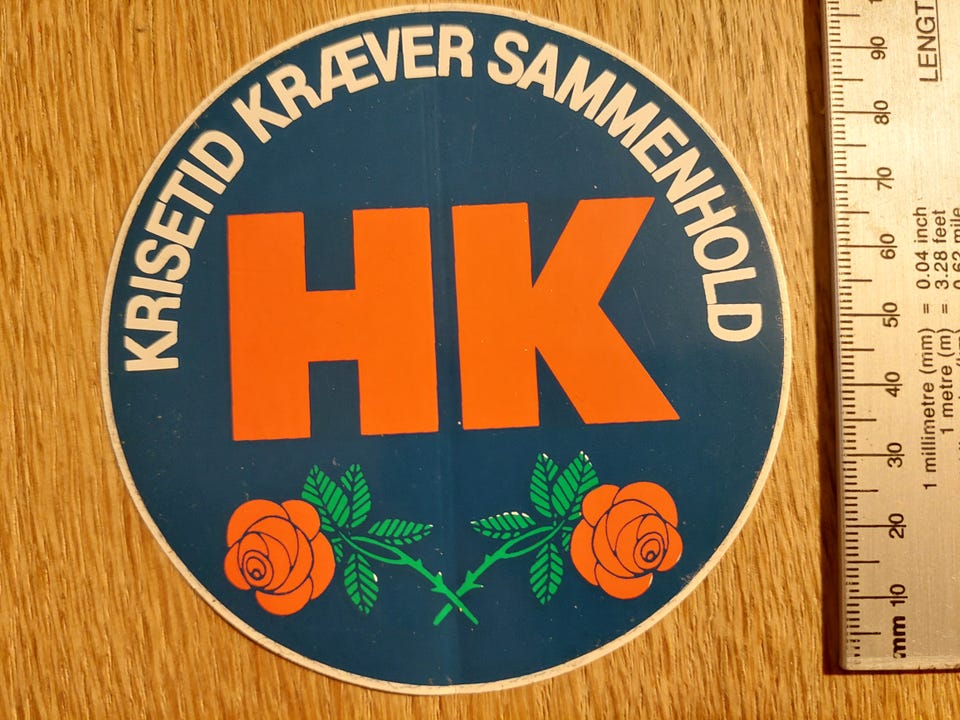 KRISETID KRÆVER SAMMENHOLD
HK
LENGT
1 millimetre (mm) = 0.04 inch
1 metre (m) = 3.28 feet
mm 10 20 30 40 50 60 70 80 90